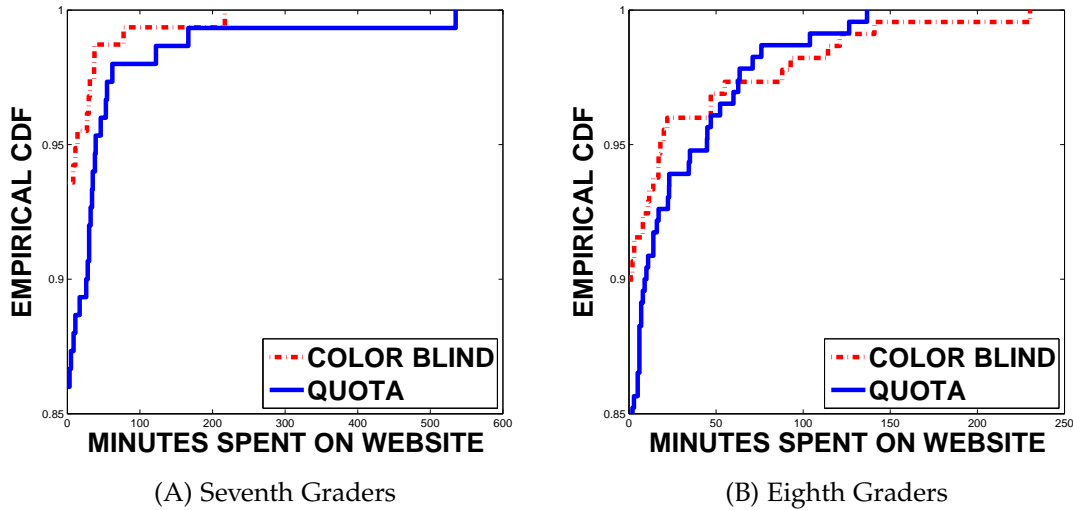 1
0.95
0.9
0.85
EMPIRICAL CDF
COLOR BLIND
QUOTA
0 100 200 300 400 500 600
MINUTES SPENT ON WEBSITE
(A) Seventh Graders
1
0.95
0.9
0.85
EMPIRICAL CDF
COLOR BLIND
QUOTA
0 50 100 150 200 250
MINUTES SPENT ON WEBSITE
(B) Eighth Graders